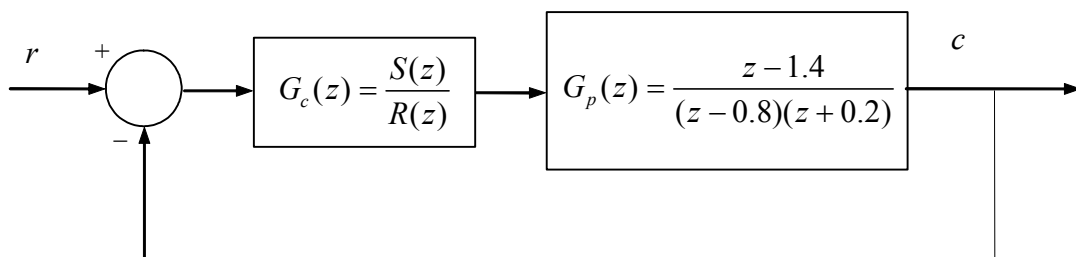 r
+
−
G_c(z) = S(z)/R(z)
G_p(z) = (z − 1.4)/((z − 0.8)(z + 0.2))
c